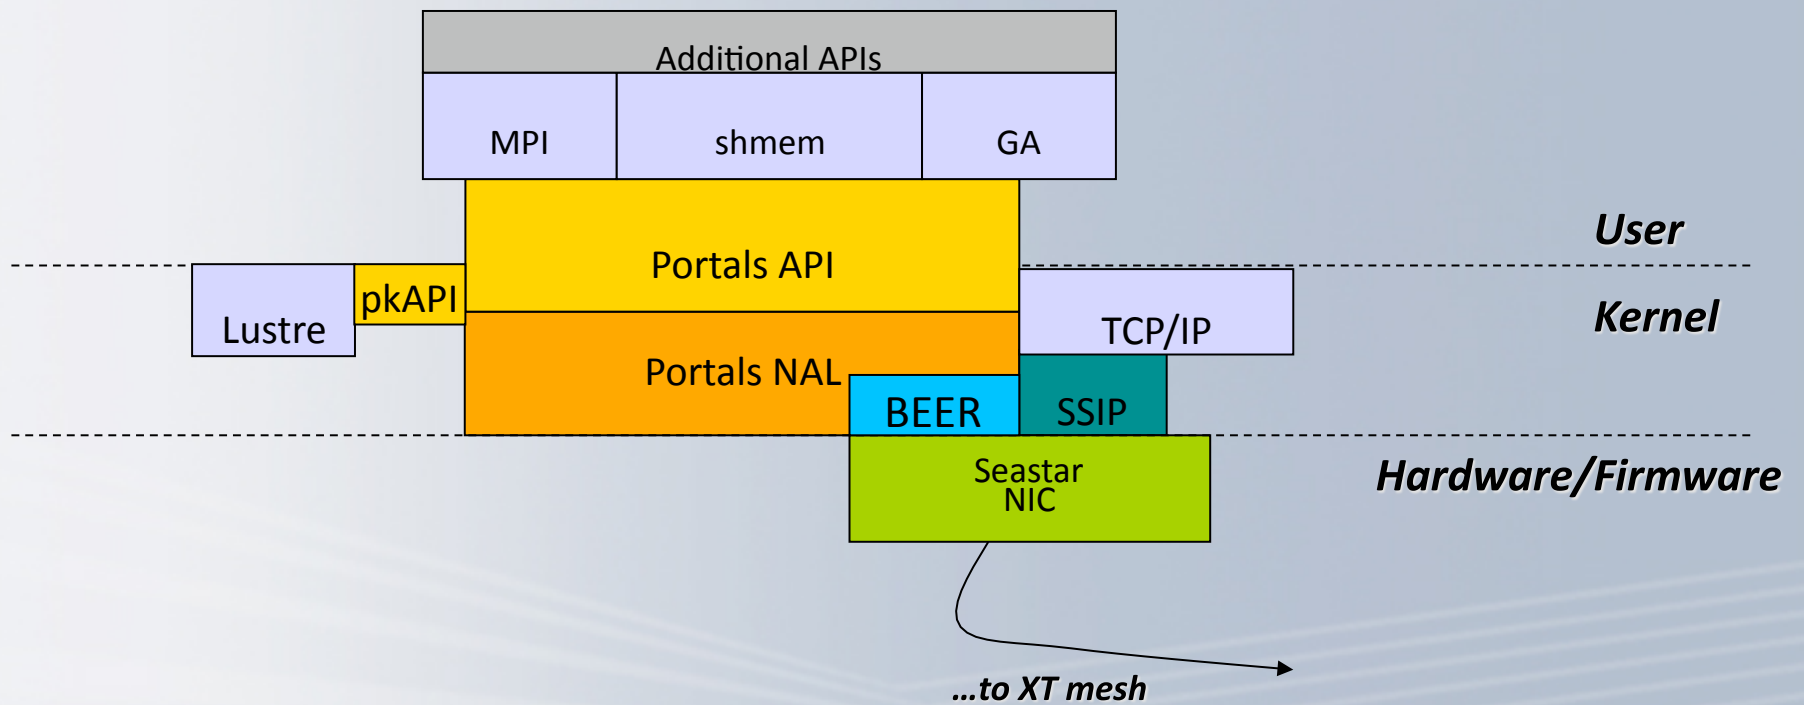 Additional APIs
MPI
shmem
GA
User
Portals API
Kernel
pkAPI
Lustre
TCP/IP
Portals NAL
BEER
SSIP
Seastar
NIC
Hardware/Firmware
…to XT mesh